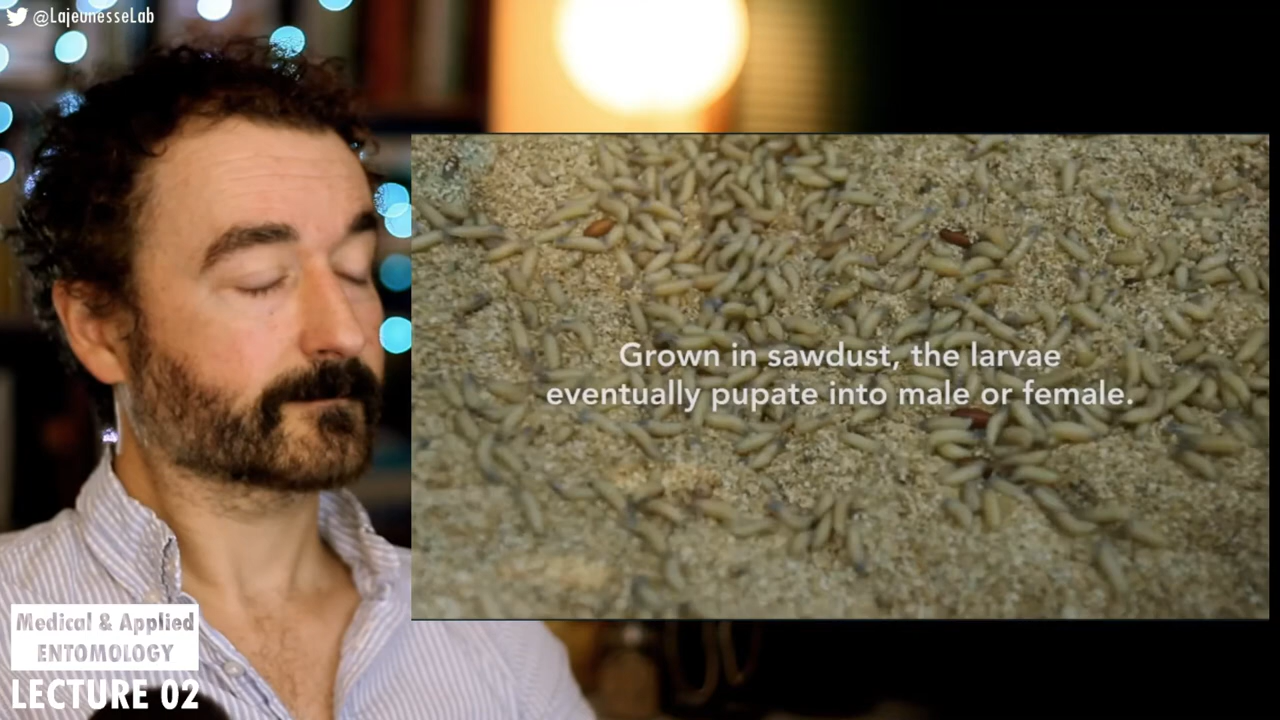 @LajeunesseLab
Grown in sawdust, the larvae
eventually pupate into male or female.
Medical & Applied
ENTOMOLOGY
LECTURE 02